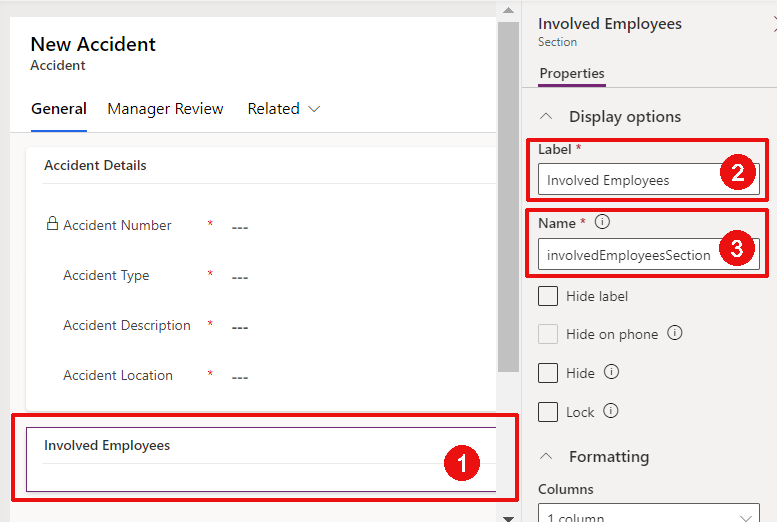 New Accident
Accident
General Manager Review Related
Accident Details
Accident Number * ---
Accident Type * ---
Accident Description * ---
Accident Location * ---
Involved Employees
1
Involved Employees
Section
Properties
Display options
Label *
Involved Employees
2
Name *
involvedEmployeesSection
3
Hide label
Hide on phone
Hide
Lock
Formatting
Columns
1 column